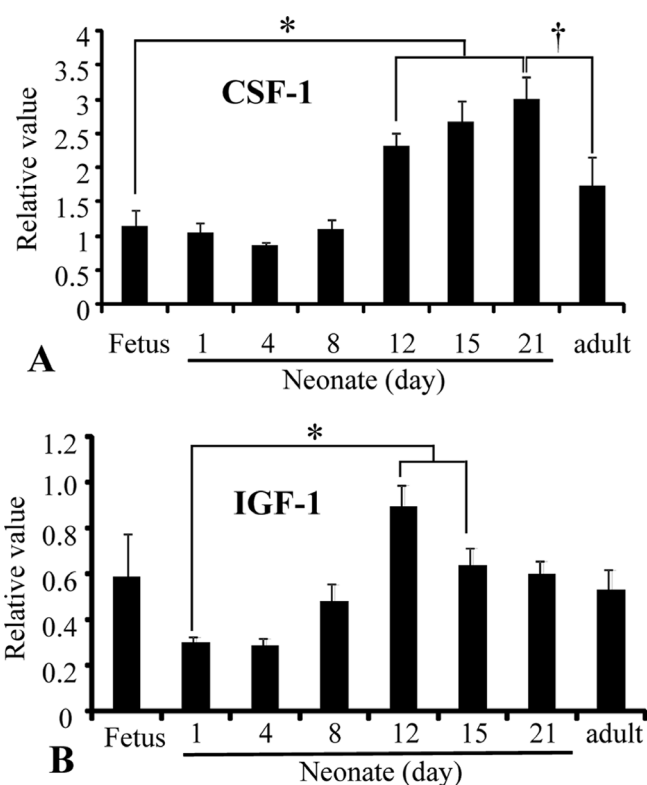 *
†
4
3.5
3
2.5
2
1.5
1
0.5
0
Relative value
CSF-1
Fetus 1 4 8 12 15 21 adult
Neonate (day)
A
*
1.2
1.0
0.8
0.6
0.4
0.2
0
Relative value
IGF-1
Fetus 1 4 8 12 15 21 adult
Neonate (day)
B